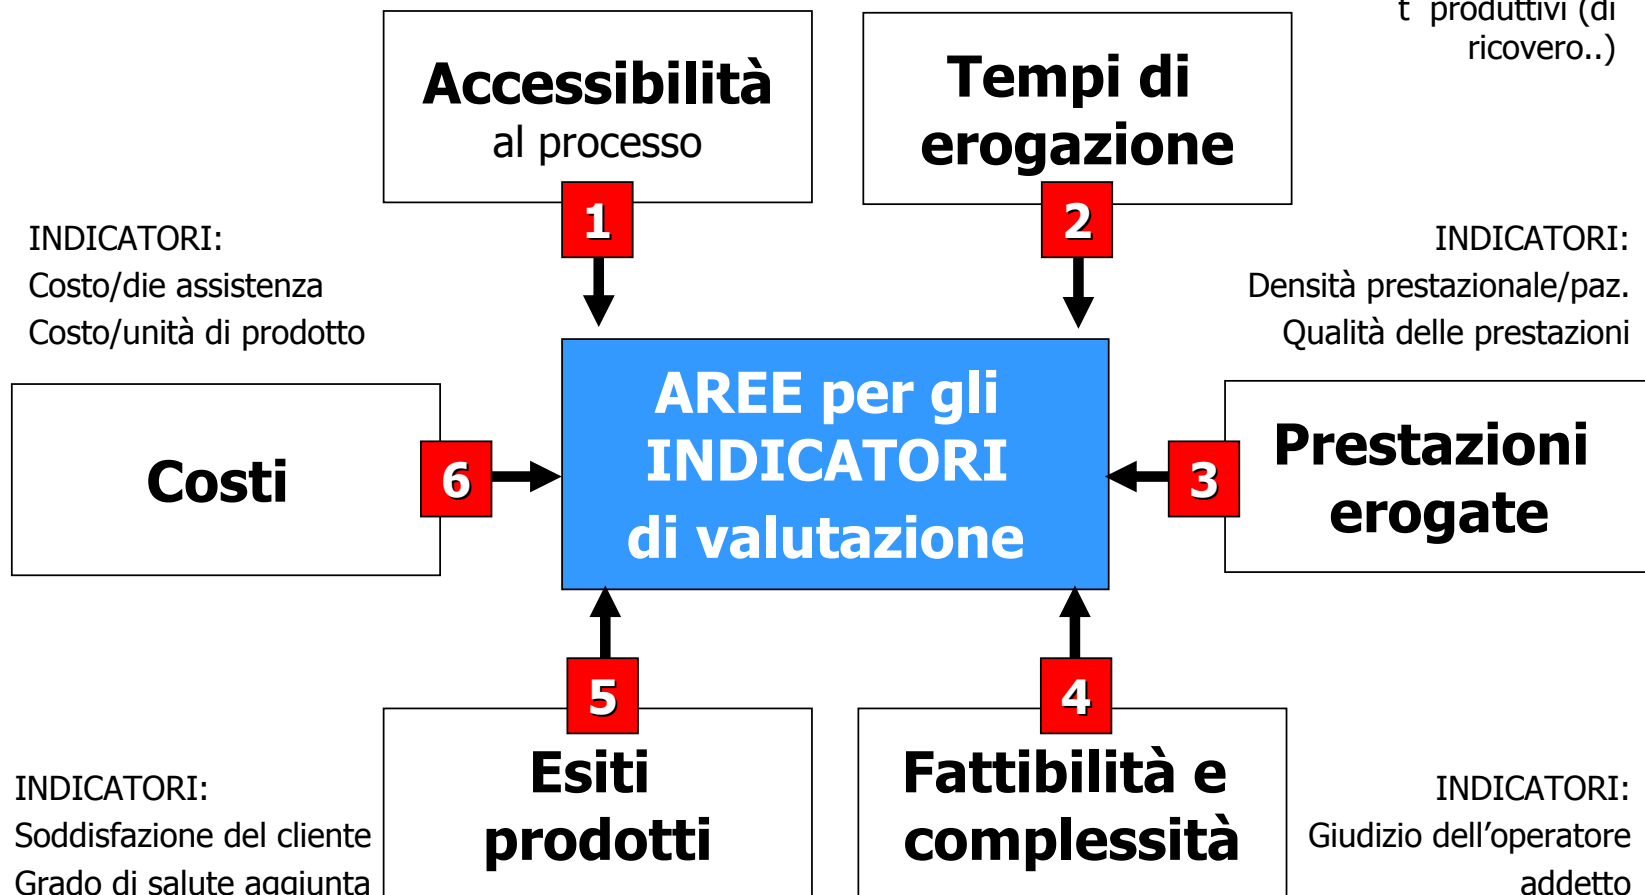 t produttivi (di
ricovero..)
Accessibilità
al processo
1
Tempi di
erogazione
2
INDICATORI:
Costo/die assistenza
Costo/unità di prodotto
INDICATORI:
Densità prestazionale/paz.
Qualità delle prestazioni
Costi
6
AREE per gli
INDICATORI
di valutazione
3
Prestazioni
erogate
5
Esiti
prodotti
4
Fattibilità e
complessità
INDICATORI:
Soddisfazione del cliente
Grado di salute aggiunta
INDICATORI:
Giudizio dell’operatore
addetto